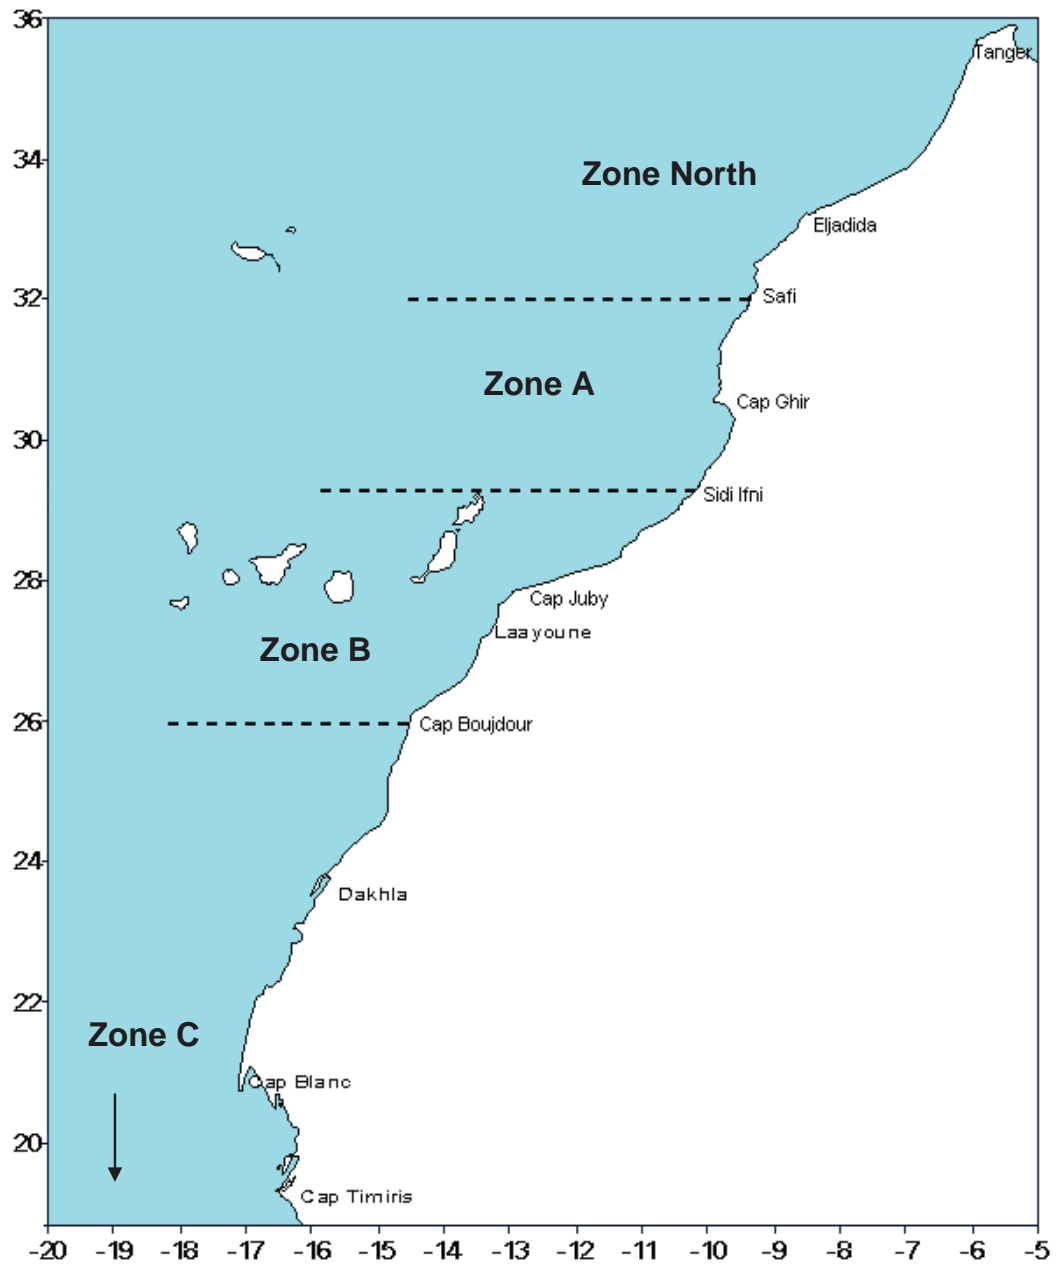 36
Tanger
34
Zone North
Eljadida
32
Safi
Zone A
Cap Ghir
30
Sidi Ifni
28
Cap Juby
Laayoune
Zone B
26
Cap Boujdour
24
Dakhla
22
Zone C
Cap Blanc
20
Cap Timiris
-20 -19 -18 -17 -16 -15 -14 -13 -12 -11 -10 -9 -8 -7 -6 -5